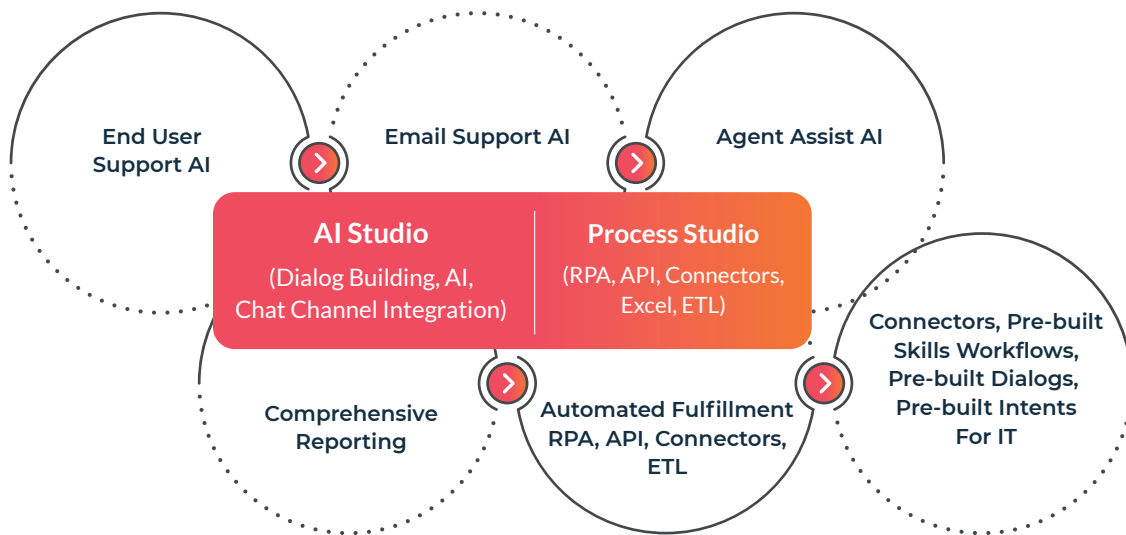 End User
Support AI
Email Support AI
Agent Assist AI
AI Studio
(Dialog Building, AI,
Chat Channel Integration)
Process Studio
(RPA, API, Connectors,
Excel, ETL)
Comprehensive
Reporting
Automated Fulfillment
RPA, API, Connectors,
ETL
Connectors, Pre-built
Skills Workflows,
Pre-built Dialogs,
Pre-built Intents
For IT